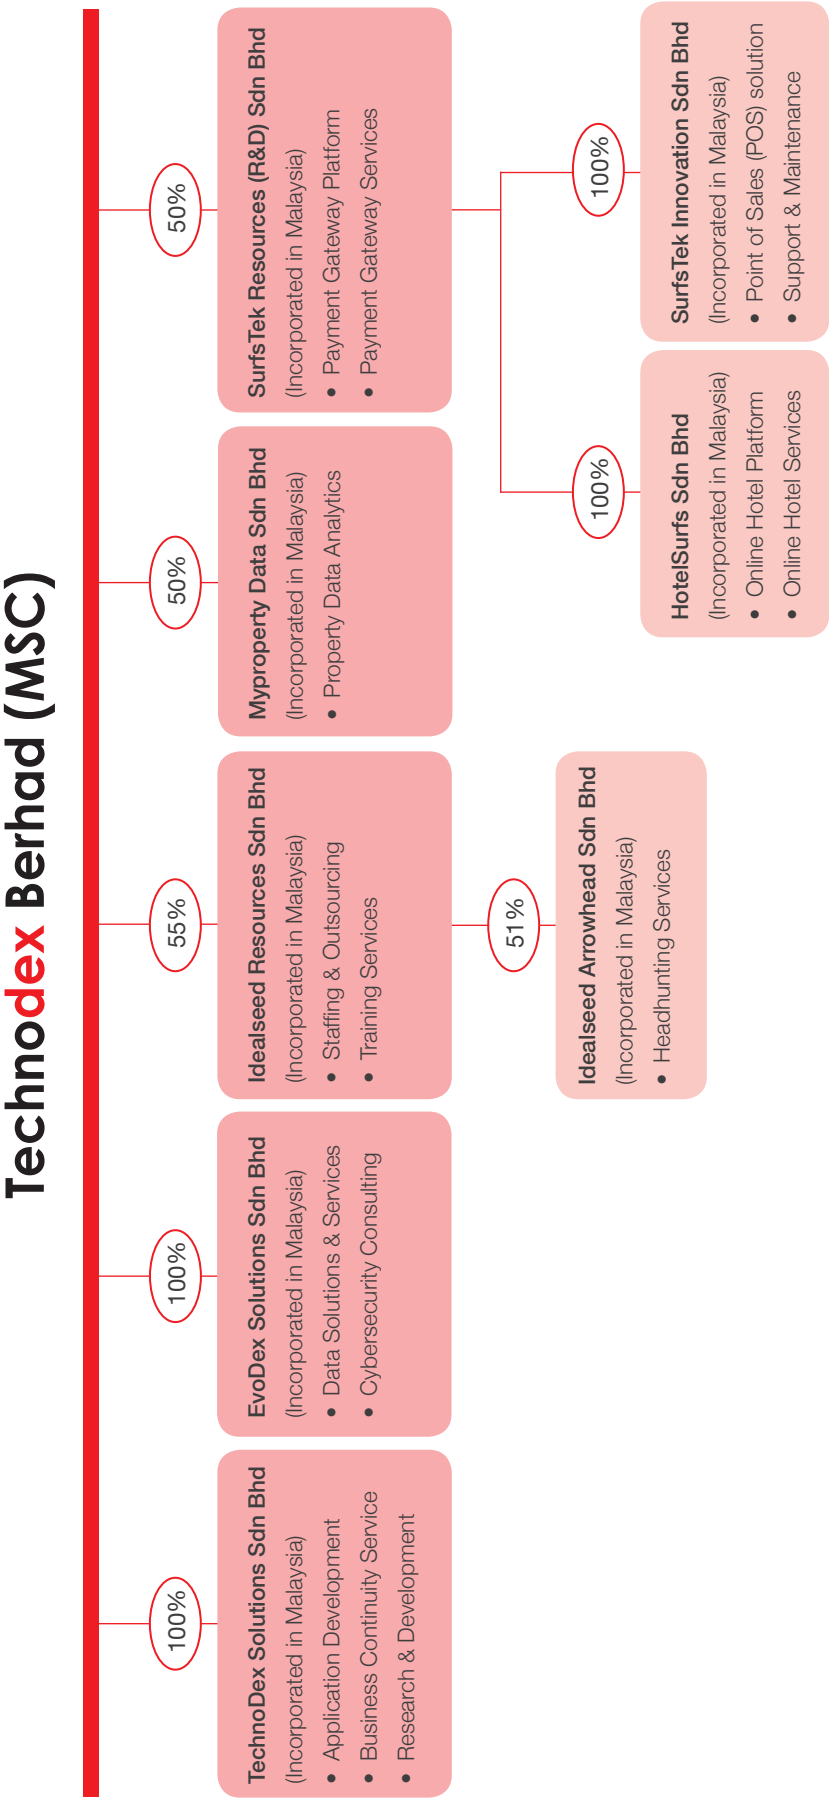 Technodex Berhad (MSC)
100%
TechnoDex Solutions Sdn Bhd
(Incorporated in Malaysia)
• Application Development
• Business Continuity Service
• Research & Development
100%
EvoDex Solutions Sdn Bhd
(Incorporated in Malaysia)
• Data Solutions & Services
• Cybersecurity Consulting
55%
Idealseed Resources Sdn Bhd
(Incorporated in Malaysia)
• Staffing & Outsourcing
• Training Services
51%
Idealseed Arrowhead Sdn Bhd
(Incorporated in Malaysia)
• Headhunting Services
50%
Myproperty Data Sdn Bhd
(Incorporated in Malaysia)
• Property Data Analytics
50%
SurfsTek Resources (R&D) Sdn Bhd
(Incorporated in Malaysia)
• Payment Gateway Platform
• Payment Gateway Services
100%
HotelSurfs Sdn Bhd
(Incorporated in Malaysia)
• Online Hotel Platform
• Online Hotel Services
100%
SurfsTek Innovation Sdn Bhd
(Incorporated in Malaysia)
• Point of Sales (POS) solution
• Support & Maintenance